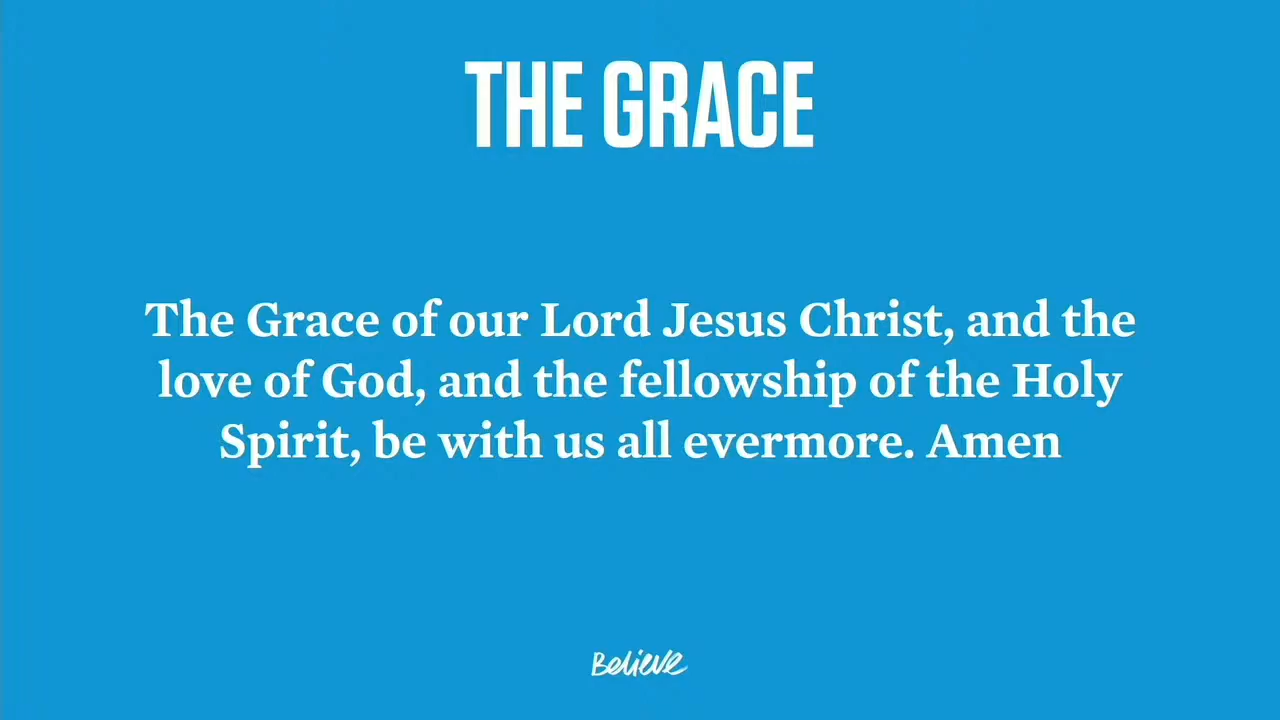 THE GRACE
The Grace of our Lord Jesus Christ, and the
love of God, and the fellowship of the Holy
Spirit, be with us all evermore. Amen
Believe